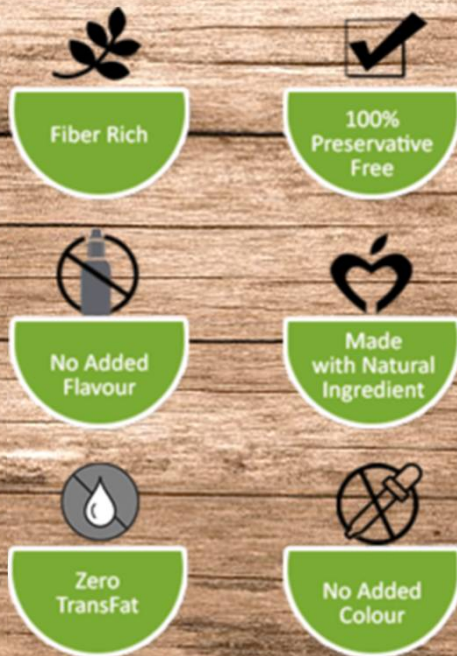 Fiber Rich
100%
Preservative
Free
No Added
Flavour
Made
with Natural
Ingredient
Zero
TransFat
No Added
Colour